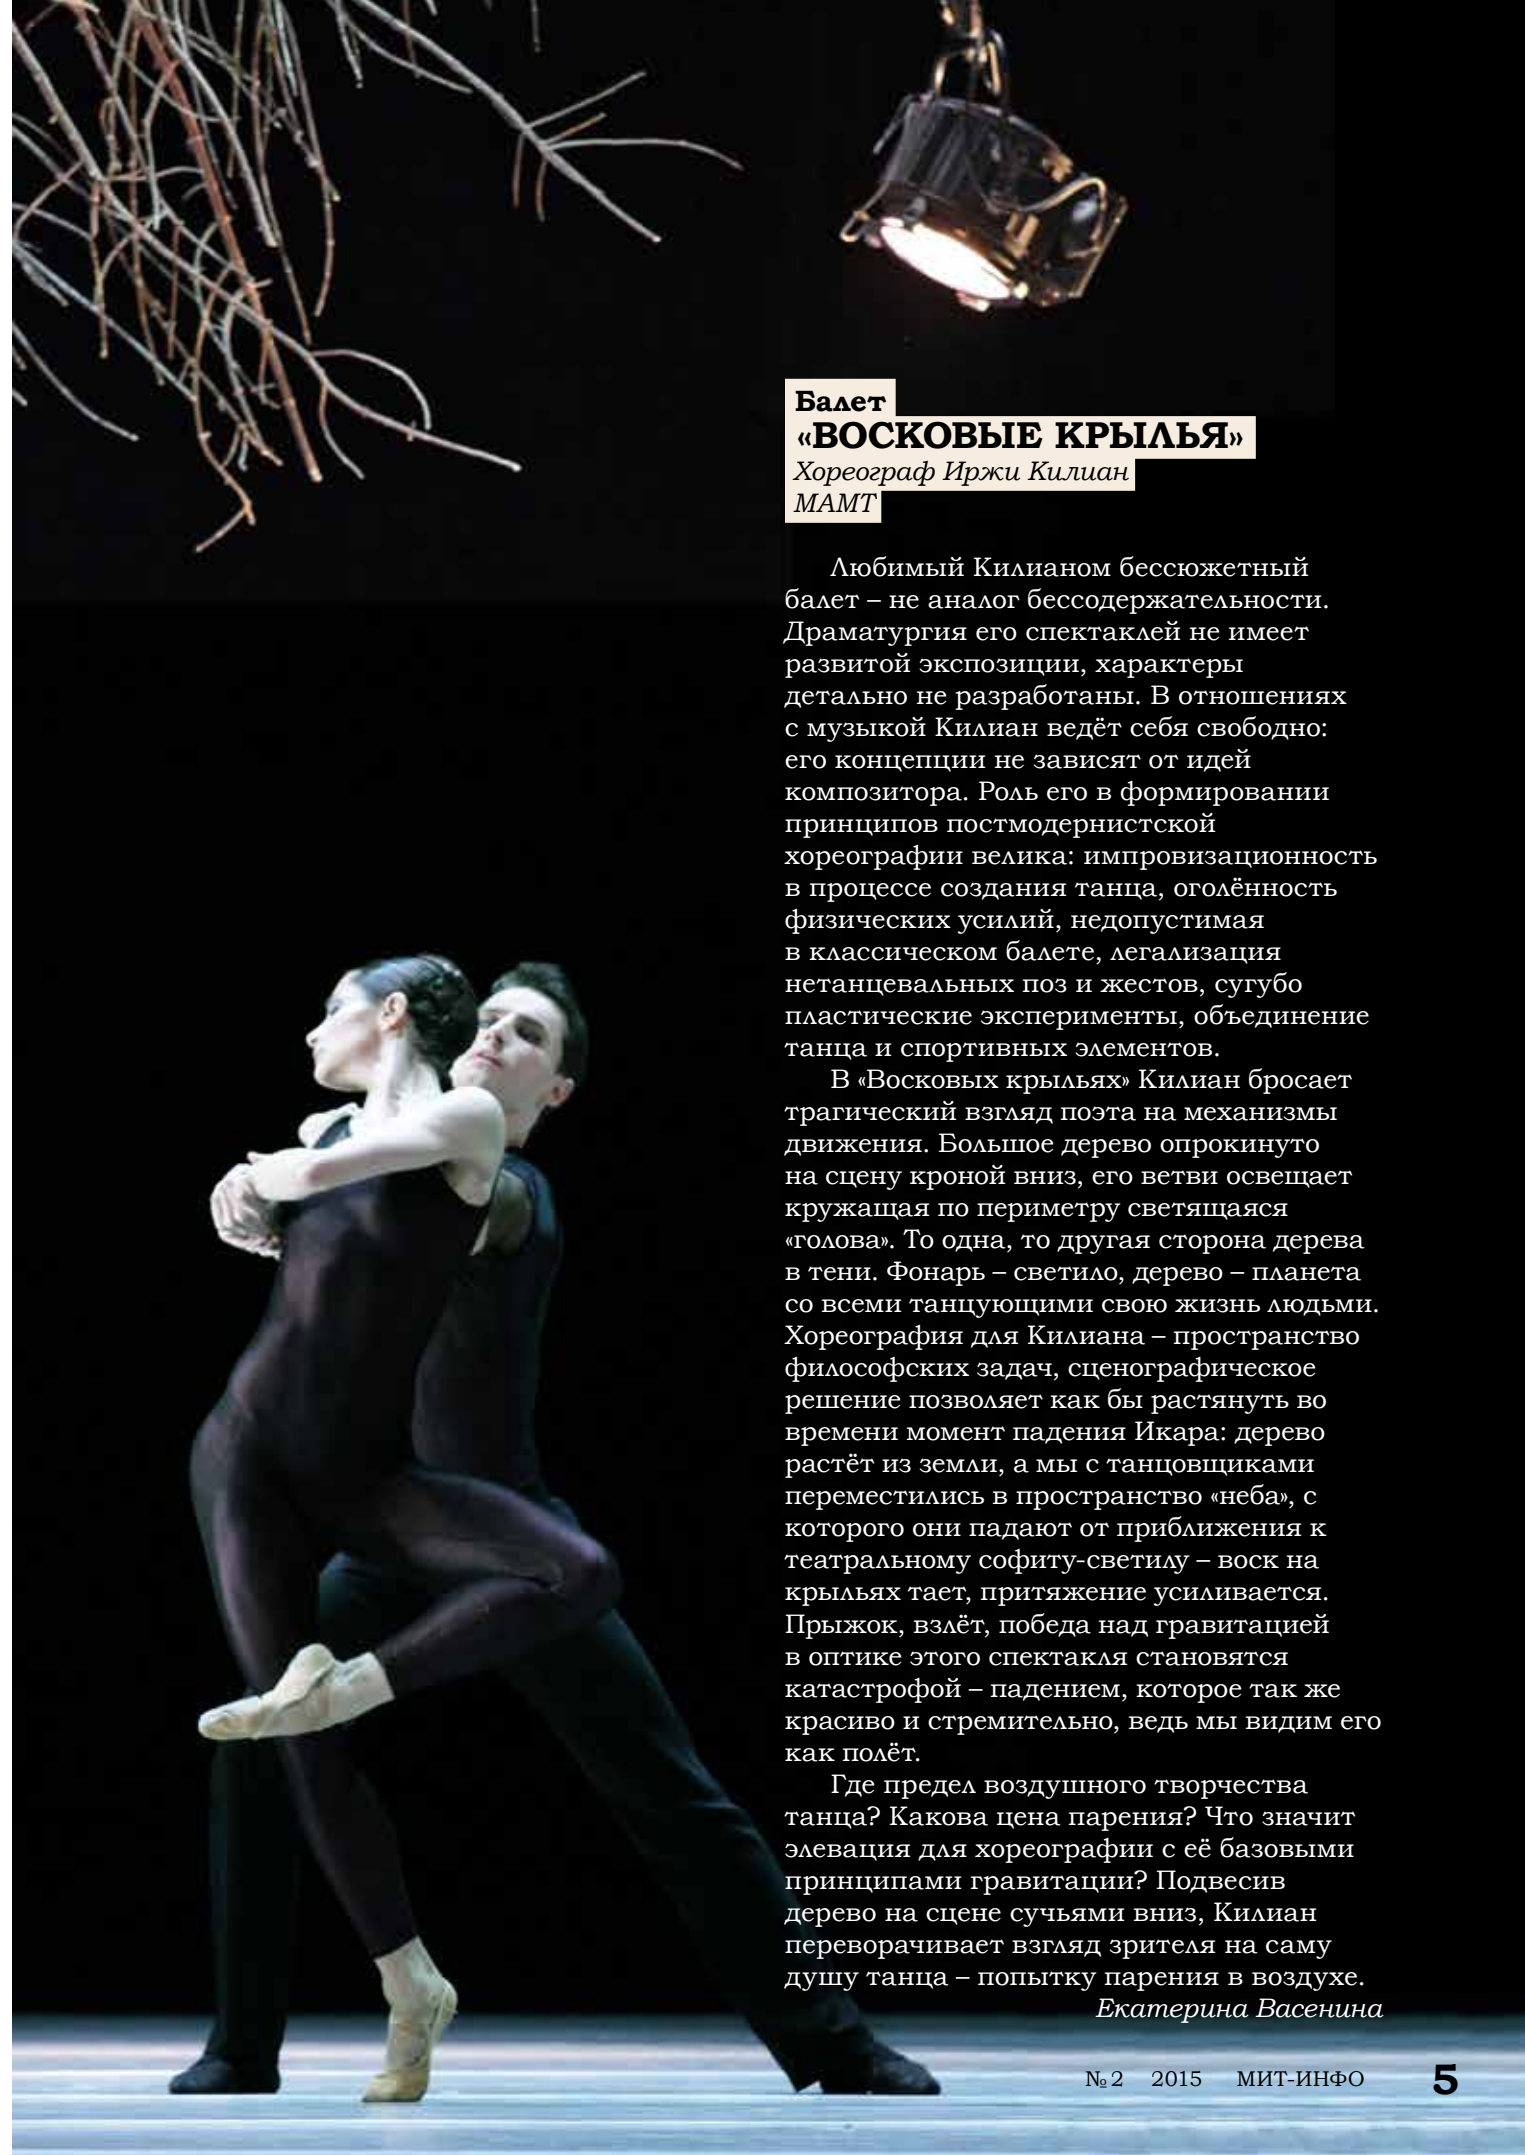 Балет
«ВОСКОВЫЕ КРЫЛЬЯ»
Хореограф Иржи Килиан
МАМТ
Любимый Килианом бессюжетный
балет – не аналог бессодержательности.
Драматургия его спектаклей не имеет
развитой экспозиции, характеры
детально не разработаны. В отношениях
с музыкой Килиан ведёт себя свободно:
его концепции не зависят от идей
композитора. Роль его в формировании
принципов постмодернистской
хореографии велика: импровизационность
в процессе создания танца, оголённость
физических усилий, недопустимая
в классическом балете, легализация
нетанцевальных поз и жестов, сугубо
пластические эксперименты, объединение
танца и спортивных элементов.
В «Восковых крыльях» Килиан бросает
трагический взгляд поэта на механизмы
движения. Большое дерево опрокинуто
на сцену кроной вниз, его ветви освещает
кружащая по периметру светящаяся
«голова». То одна, то другая сторона дерева
в тени. Фонарь – светило, дерево – планета
со всеми танцующими свою жизнь людьми.
Хореография для Килиана – пространство
философских задач, сценографическое
решение позволяет как бы растянуть во
времени момент падения Икара: дерево
растёт из земли, а мы с танцовщиками
переместились в пространство «неба», с
которого они падают от приближения к
театральному софиту-светилу – воск на
крыльях тает, притяжение усиливается.
Прыжок, взлёт, победа над гравитацией
в оптике этого спектакля становятся
катастрофой – падением, которое так же
красиво и стремительно, ведь мы видим его
как полёт.
Где предел воздушного творчества
танца? Какова цена парения? Что значит
элевация для хореографии с её базовыми
принципами гравитации? Подвесив
дерево на сцене сучьями вниз, Килиан
переворачивает взгляд зрителя на саму
душу танца – попытку парения в воздухе.
Екатерина Васенина
№2 2015 МИТ-ИНФО 5